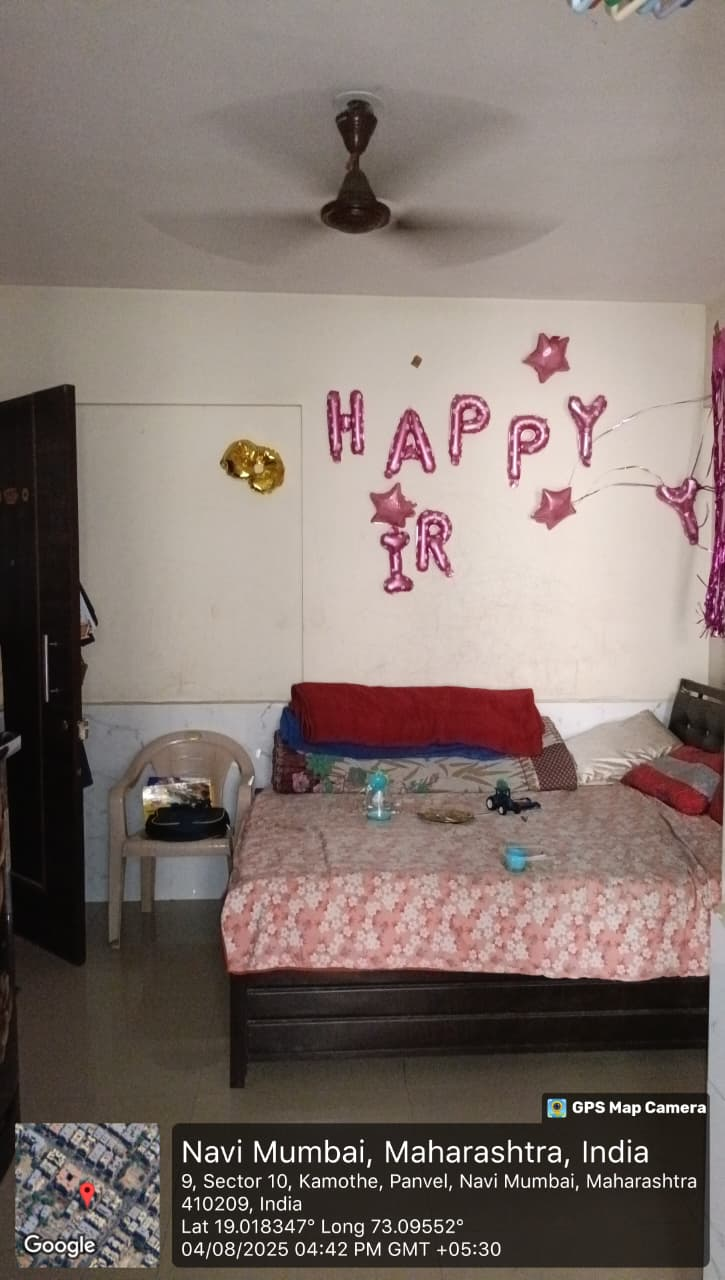 HAPPY
IR
Y
GPS Map Camera
Navi Mumbai, Maharashtra, India
9, Sector 10, Kamothe, Panvel, Navi Mumbai, Maharashtra
410209, India
Lat 19.018347° Long 73.09552°
04/08/2025 04:42 PM GMT +05:30
Google